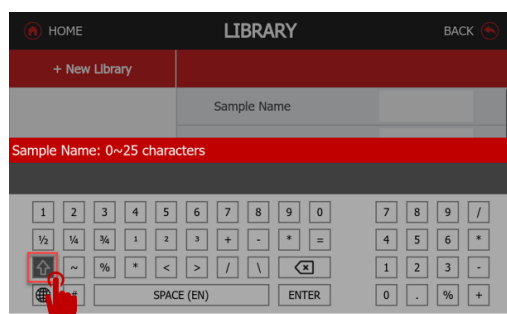 HOME LIBRARY BACK
+ New Library
Sample Name
Sample Name: 0~25 characters
1 2 3 4 5 6 7 8 9 0 7 8 9 /
½ ¼ ¾ ¹ ² ³ + - * = 4 5 6 *
~ % * < > / \ 1 2 3 -
# SPACE (EN) ENTER 0 . % +